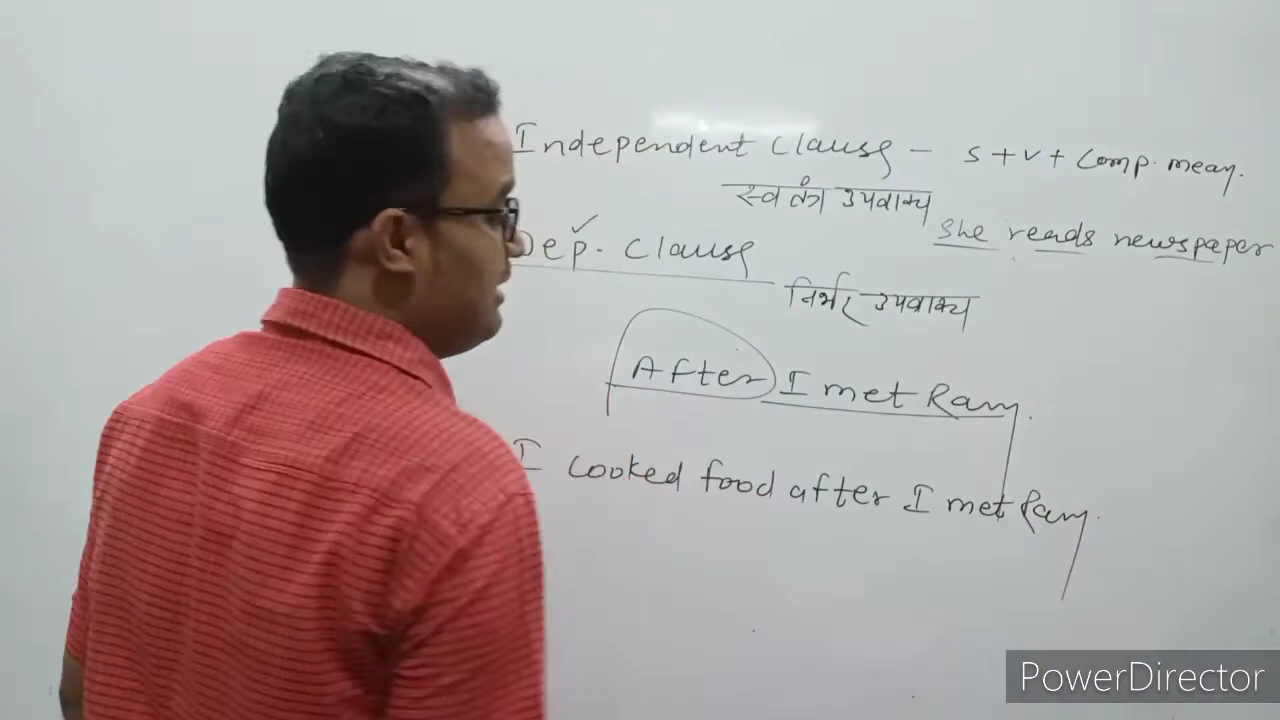 Independent Clause - S + V + Comp. mean.
स्वतंत्र उपवाक्य
She reads newspaper
Dep. Clause
निर्भर उपवाक्य
After I met Ram.
I cooked food after I met Ram.
PowerDirector